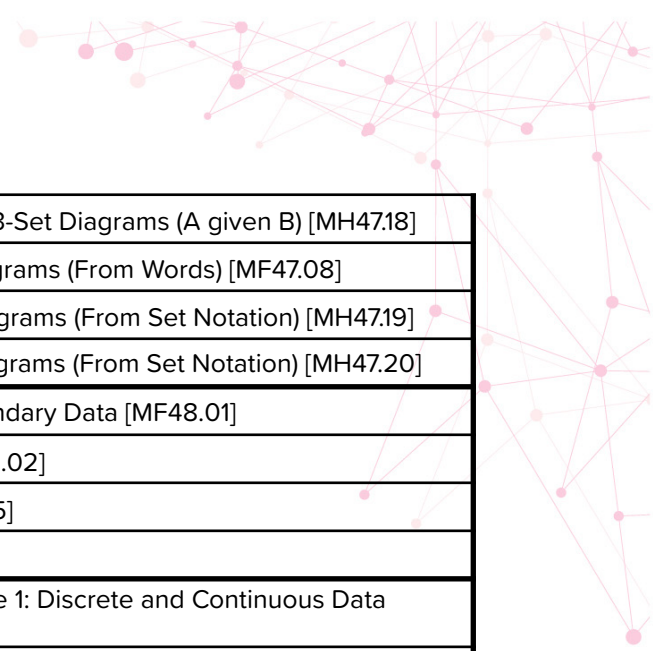 3-Set Diagrams (A given B) [MH47.18]
grams (From Words) [MF47.08]
grams (From Set Notation) [MH47.19]
grams (From Set Notation) [MH47.20]
ndary Data [MF48.01]
.02]
5]
e 1: Discrete and Continuous Data